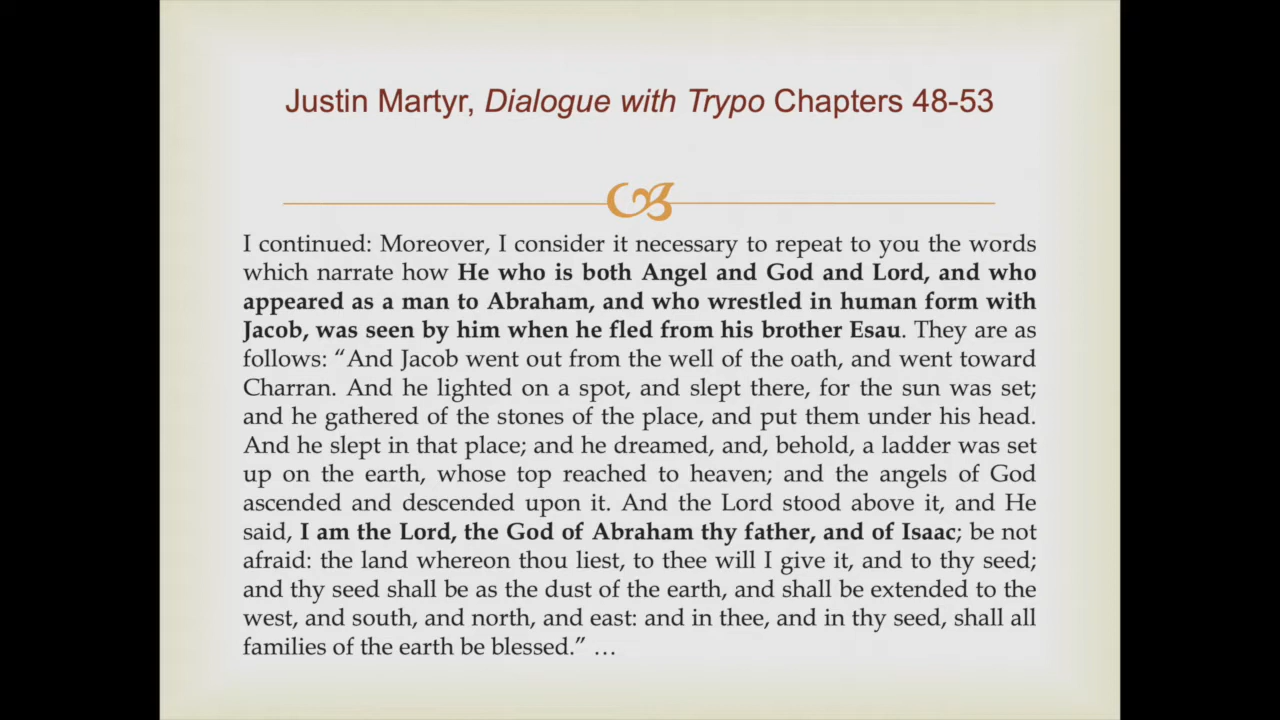 Justin Martyr, Dialogue with Trypo Chapters 48-53
I continued: Moreover, I consider it necessary to repeat to you the words
which narrate how He who is both Angel and God and Lord, and who
appeared as a man to Abraham, and who wrestled in human form with
Jacob, was seen by him when he fled from his brother Esau. They are as
follows: “And Jacob went out from the well of the oath, and went toward
Charran. And he lighted on a spot, and slept there, for the sun was set;
and he gathered of the stones of the place, and put them under his head.
And he slept in that place; and he dreamed, and, behold, a ladder was set
up on the earth, whose top reached to heaven; and the angels of God
ascended and descended upon it. And the Lord stood above it, and He
said, I am the Lord, the God of Abraham thy father, and of Isaac; be not
afraid: the land whereon thou liest, to thee will I give it, and to thy seed;
and thy seed shall be as the dust of the earth, and shall be extended to the
west, and south, and north, and east: and in thee, and in thy seed, shall all
families of the earth be blessed.” …